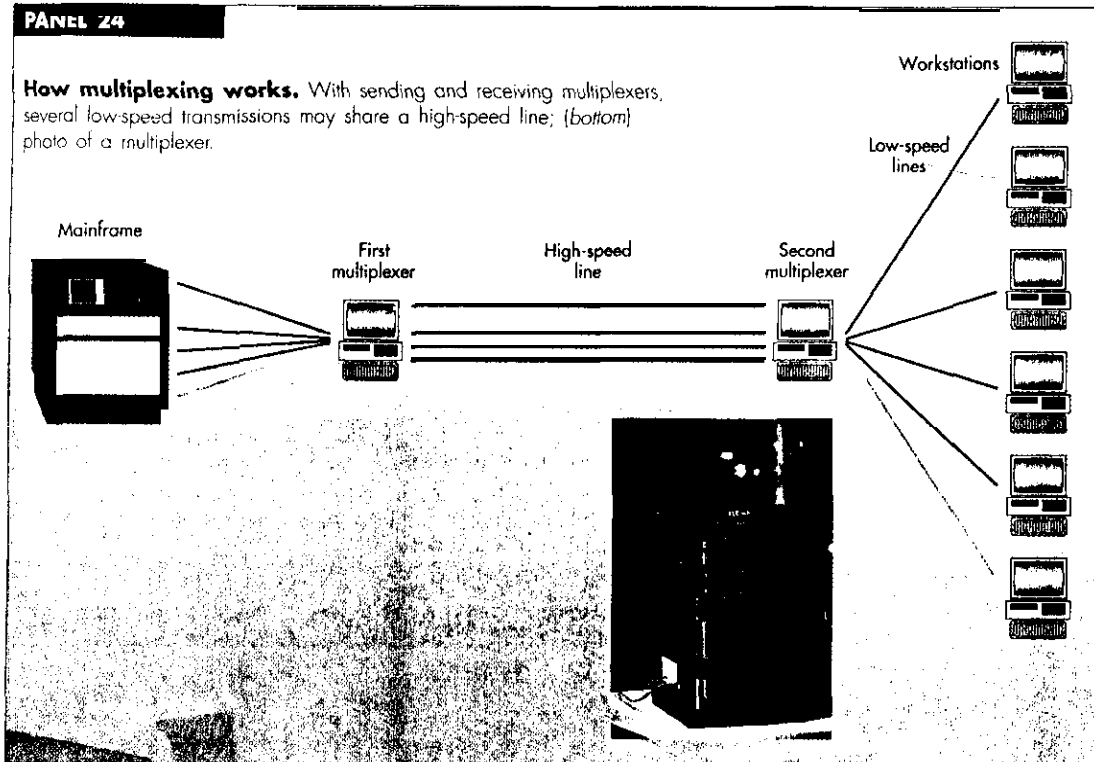 PANEL 24
How multiplexing works. With sending and receiving multiplexers,
several low-speed transmissions may share a high-speed line; (bottom)
photo of a multiplexer.
Workstations
Low-speed
lines
Mainframe
First
multiplexer
High-speed
line
Second
multiplexer